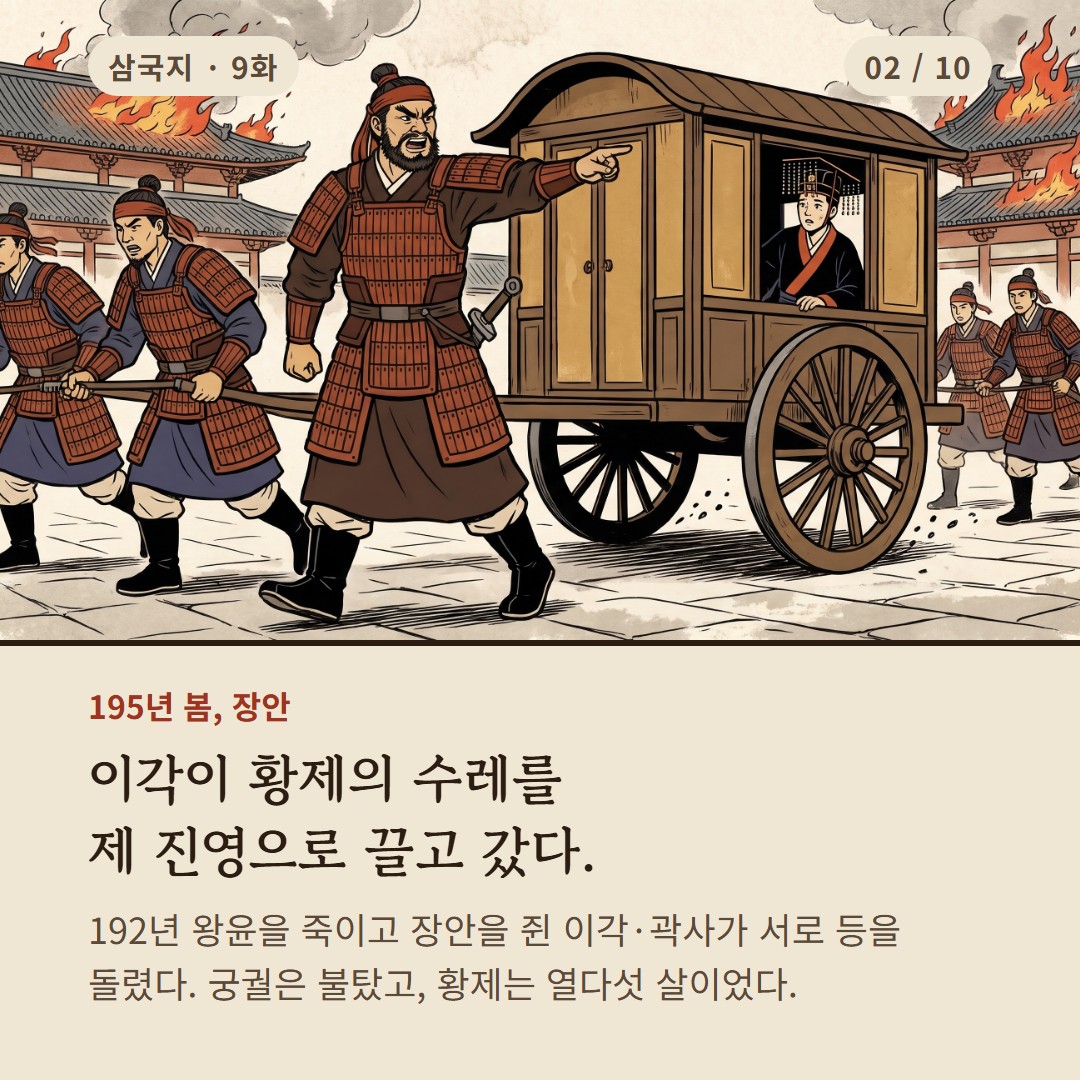 삼국지 · 9화
02 / 10
195년 봄, 장안
이각이 황제의 수레를
제 진영으로 끌고 갔다.
192년 왕윤을 죽이고 장안을 쥔 이각·곽사가 서로 등을
돌렸다. 궁궐은 불탔고, 황제는 열다섯 살이었다.